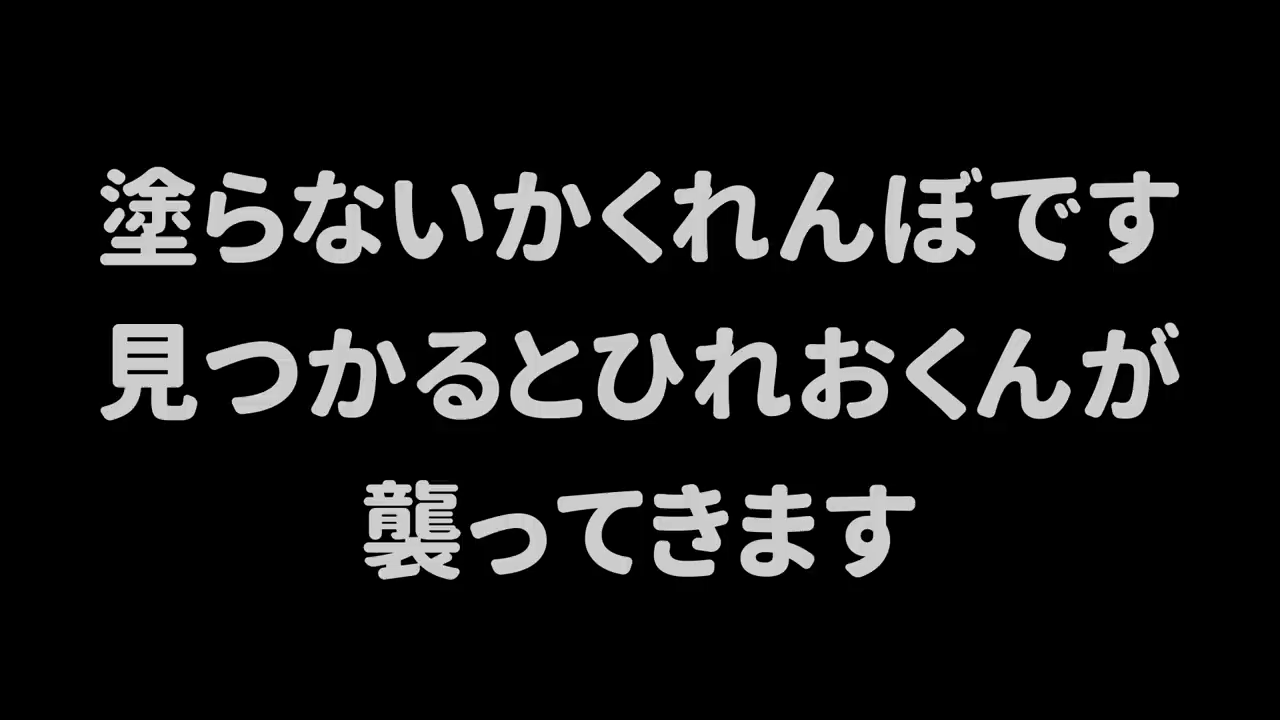 塗らないかくれんぼです
見つかるとひれおくんが
襲ってきます